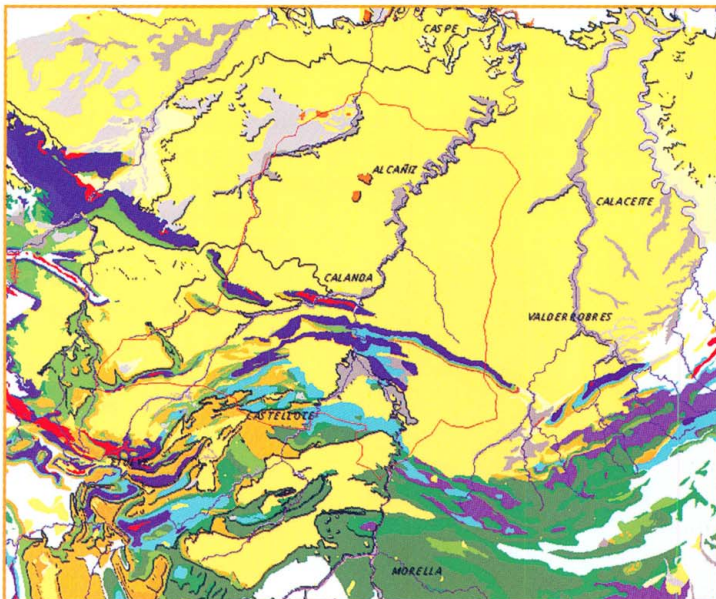 CASPE
ALCAÑIZ
CALACEITE
CALANDA
VALDERROBRES
CASTELLOTE
MORELLA